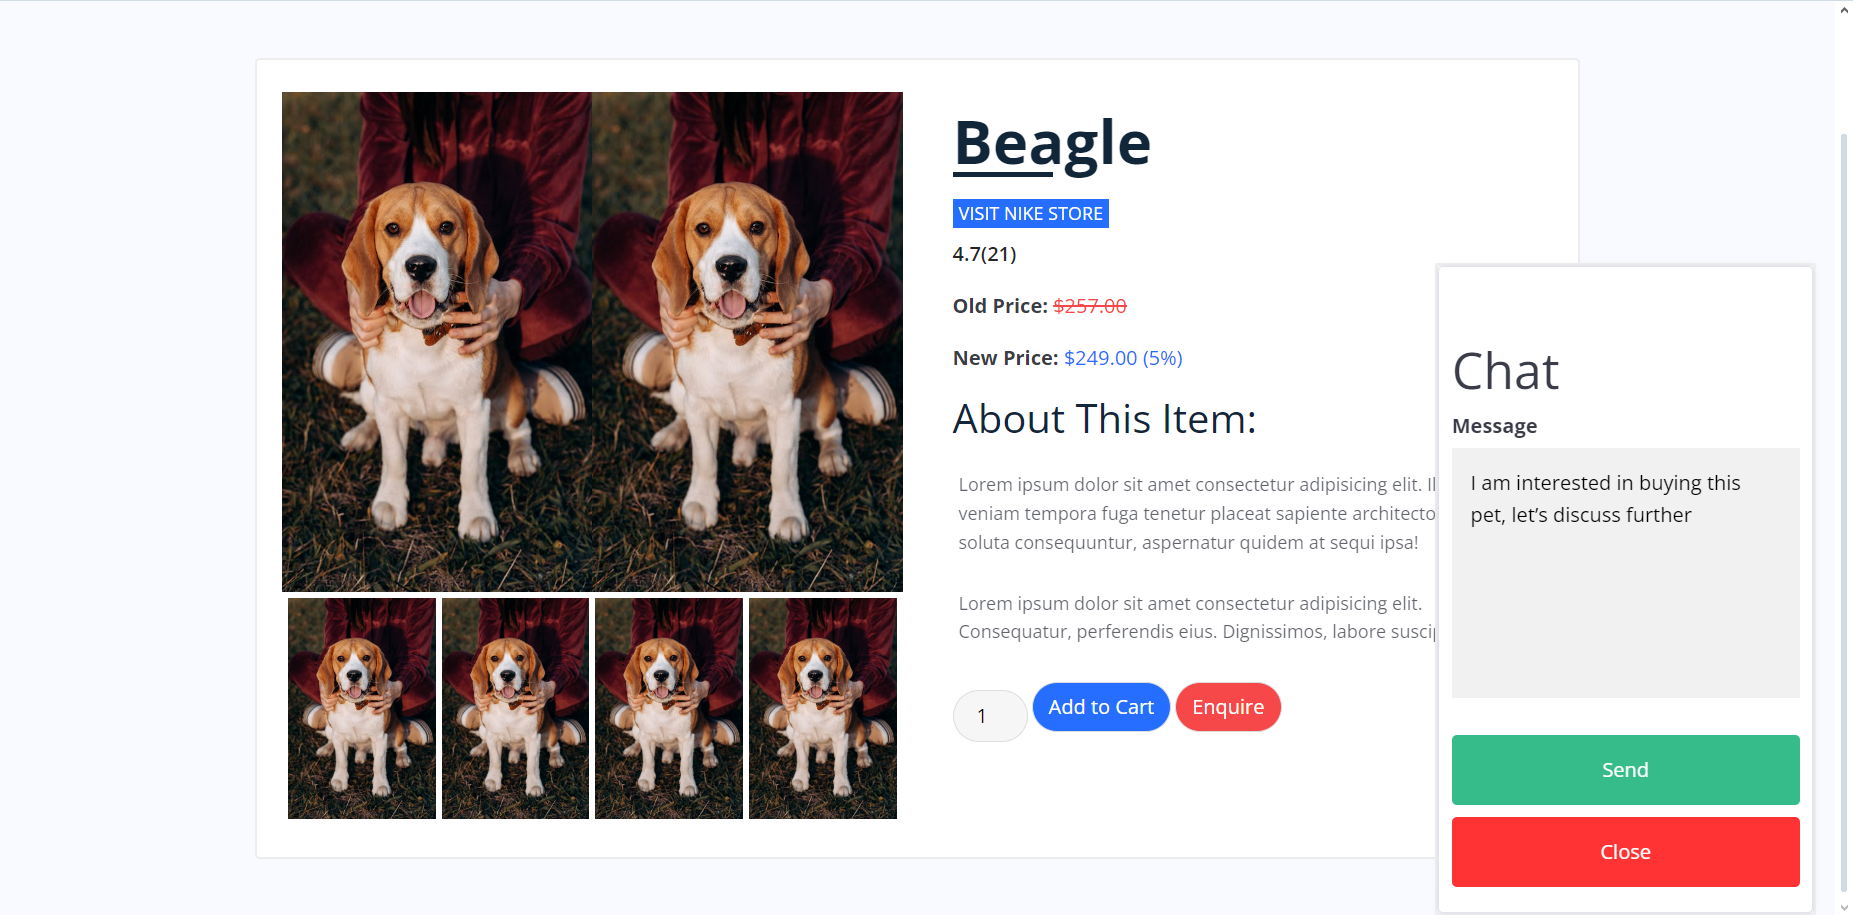 Beagle
VISIT NIKE STORE
4.7(21)
Old Price: $257.00
New Price: $249.00 (5%)
About This Item:
Lorem ipsum dolor sit amet consectetur adipisicing elit.
veniam tempora fuga tenetur placeat sapiente architecto
soluta consequuntur, aspernatur quidem at sequi ipsa!
Lorem ipsum dolor sit amet consectetur adipisicing elit.
Consequatur, perferendis eius. Dignissimos, labore
1
Add to Cart
Enquire
Chat
Message
I am interested in buying this
pet, let’s discuss further
Send
Close